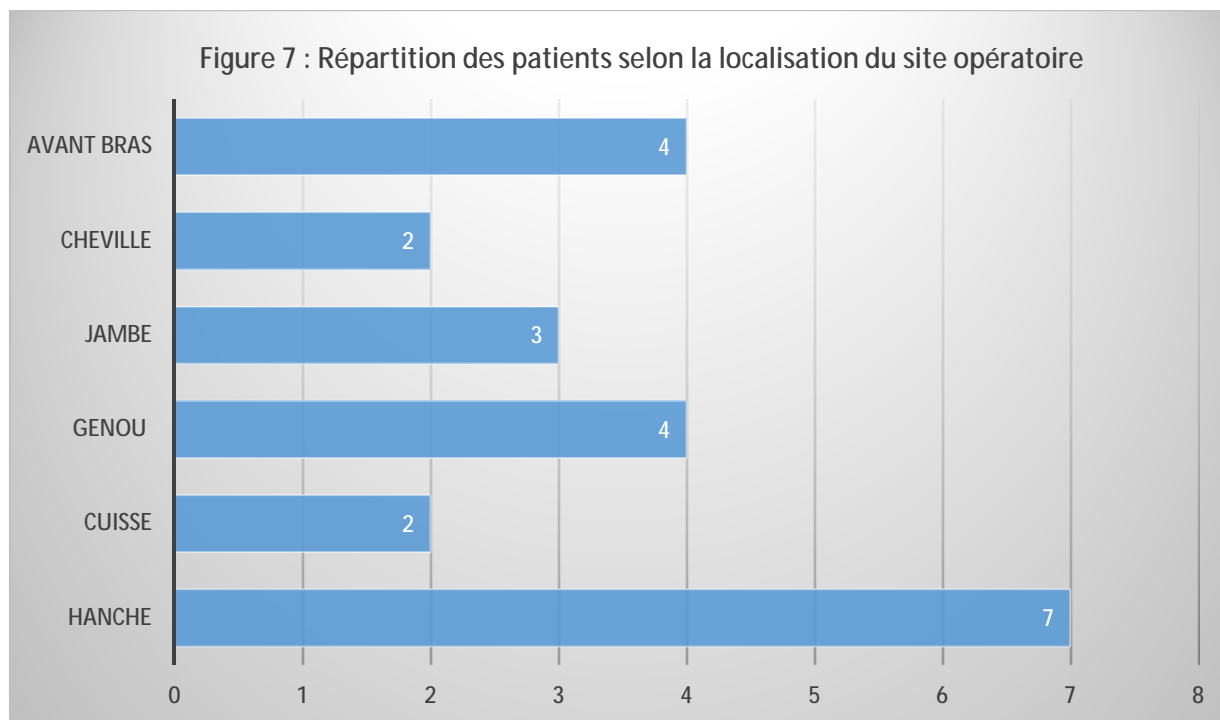 Figure 7 : Répartition des patients selon la localisation du site opératoire
AVANT BRAS 4
CHEVILLE 2
JAMBE 3
GENOU 4
CUISSE 2
HANCHE 7
0 1 2 3 4 5 6 7 8